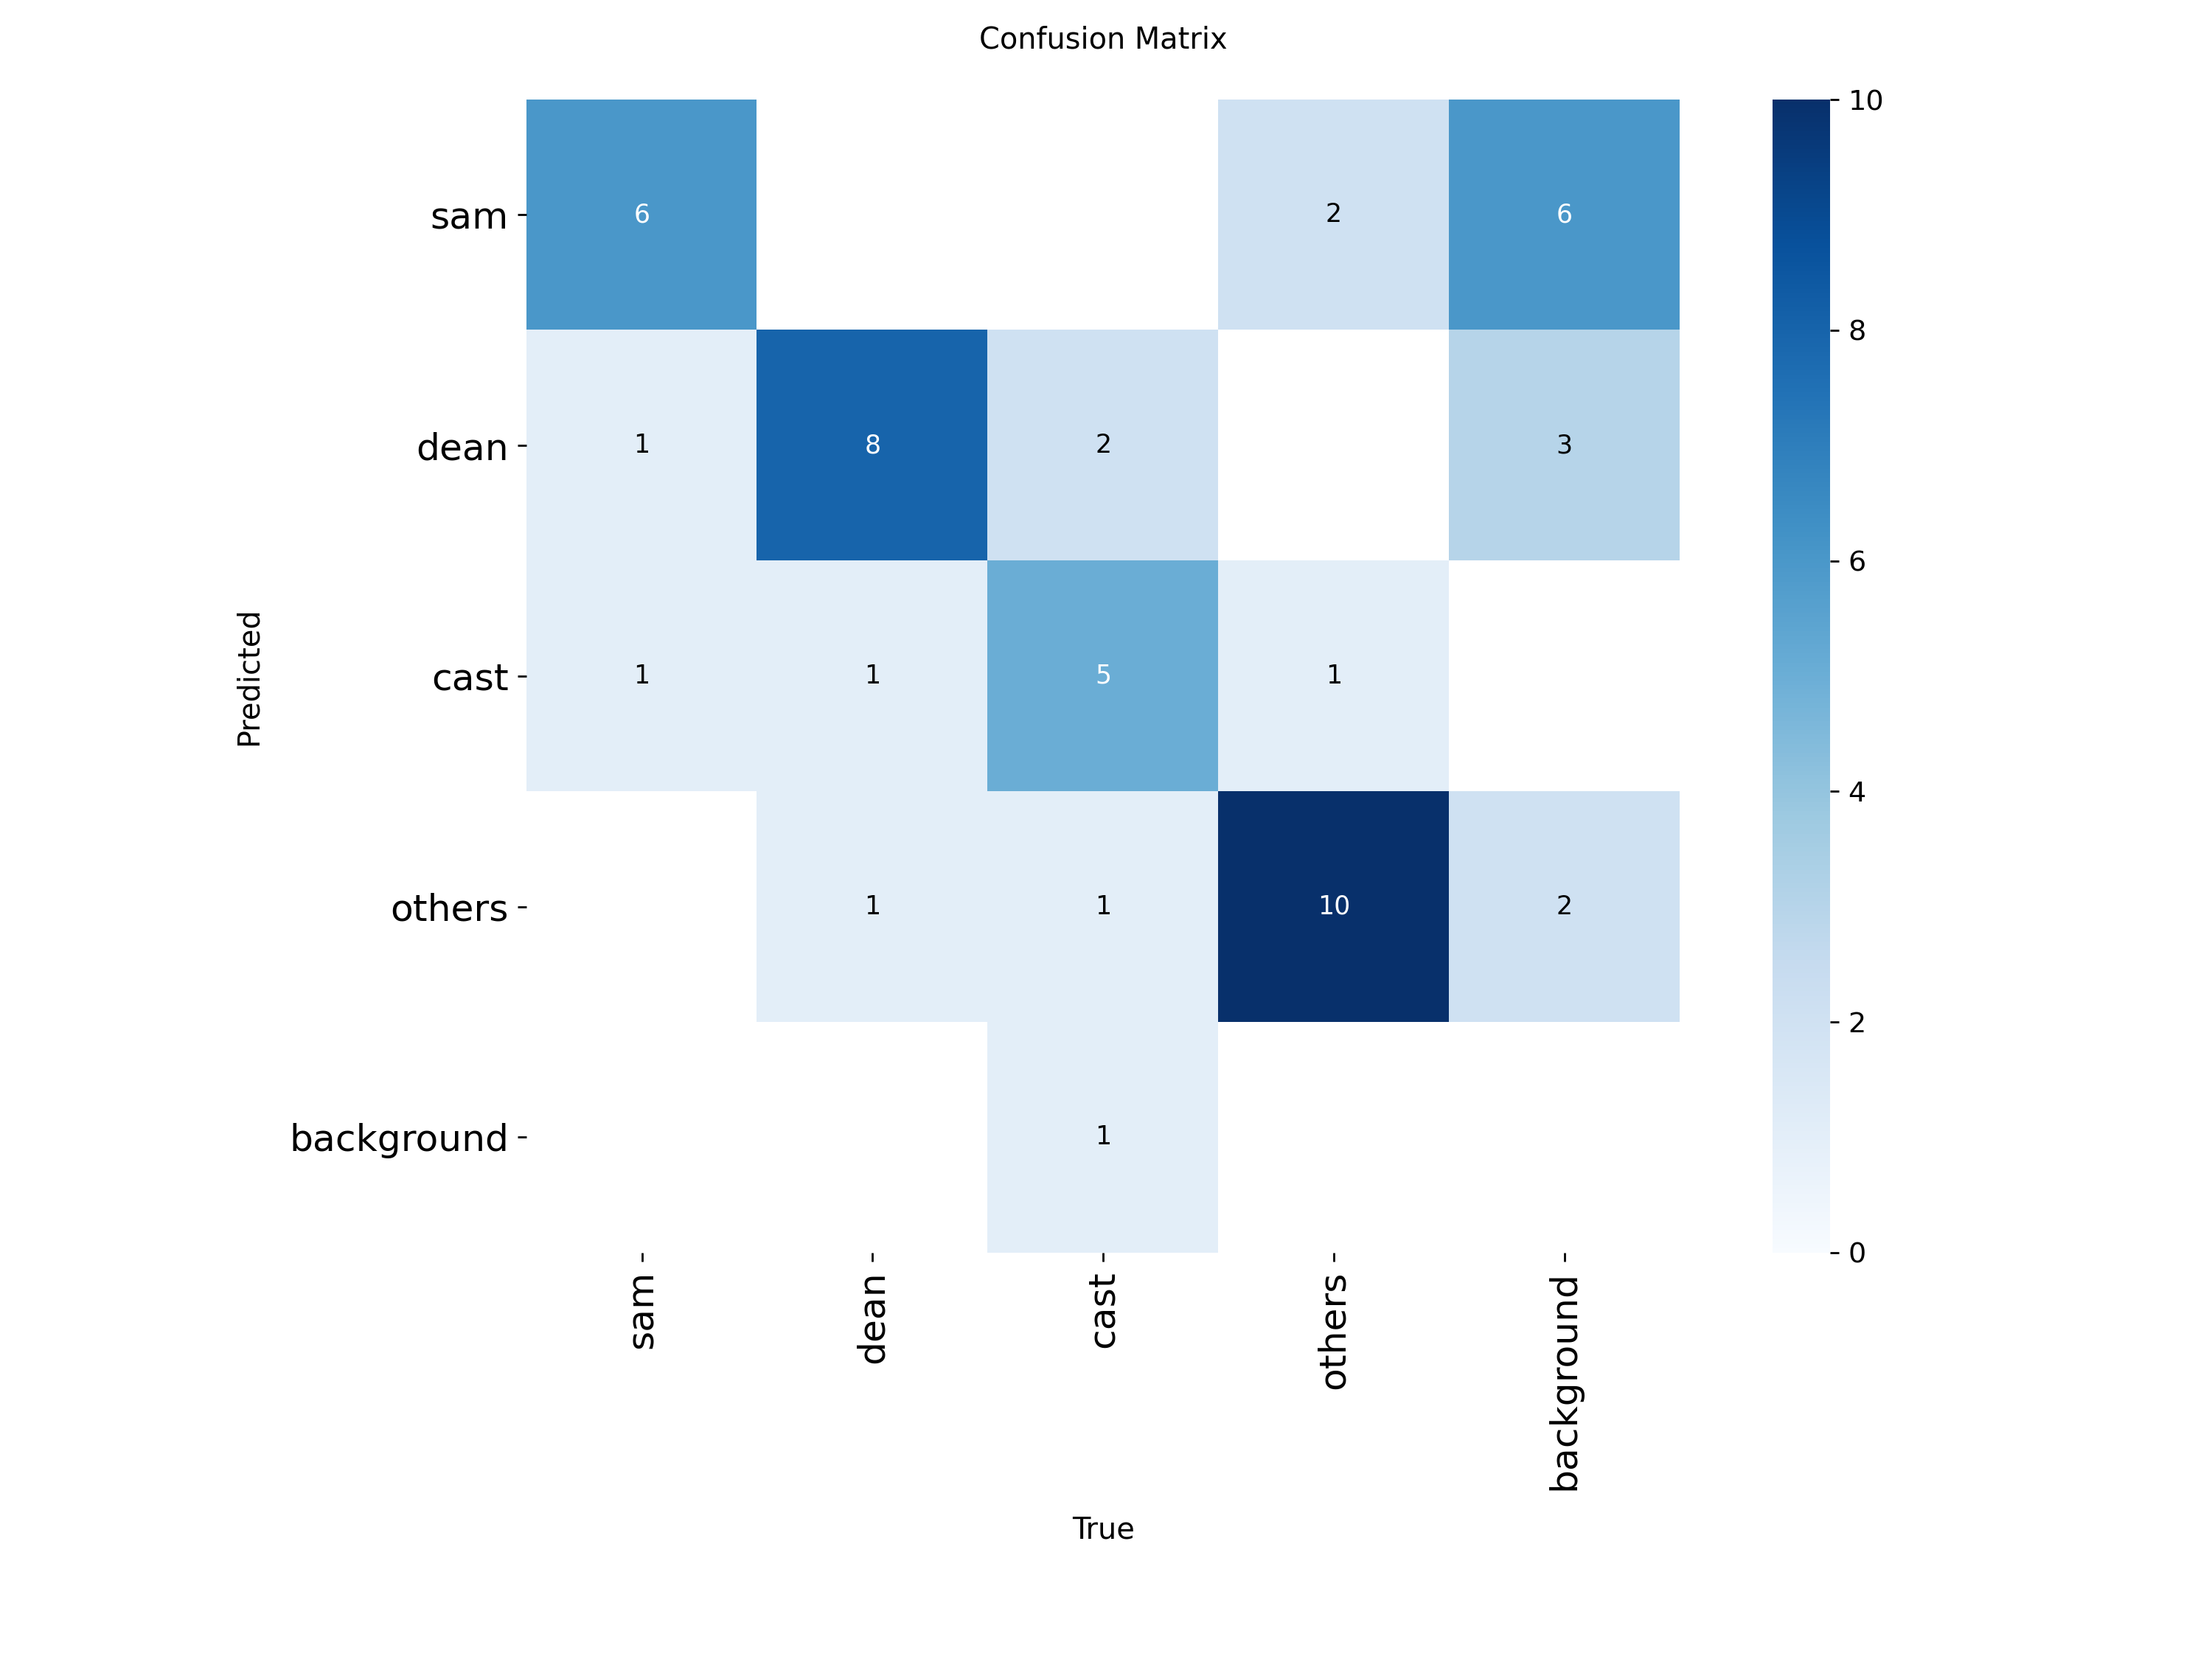 Confusion Matrix
sam 6 2 6
dean 1 8 2 3
cast 1 1 5 1
others 1 1 10 2
background 1
sam dean cast others background
Predicted
True
10
8
6
4
2
0